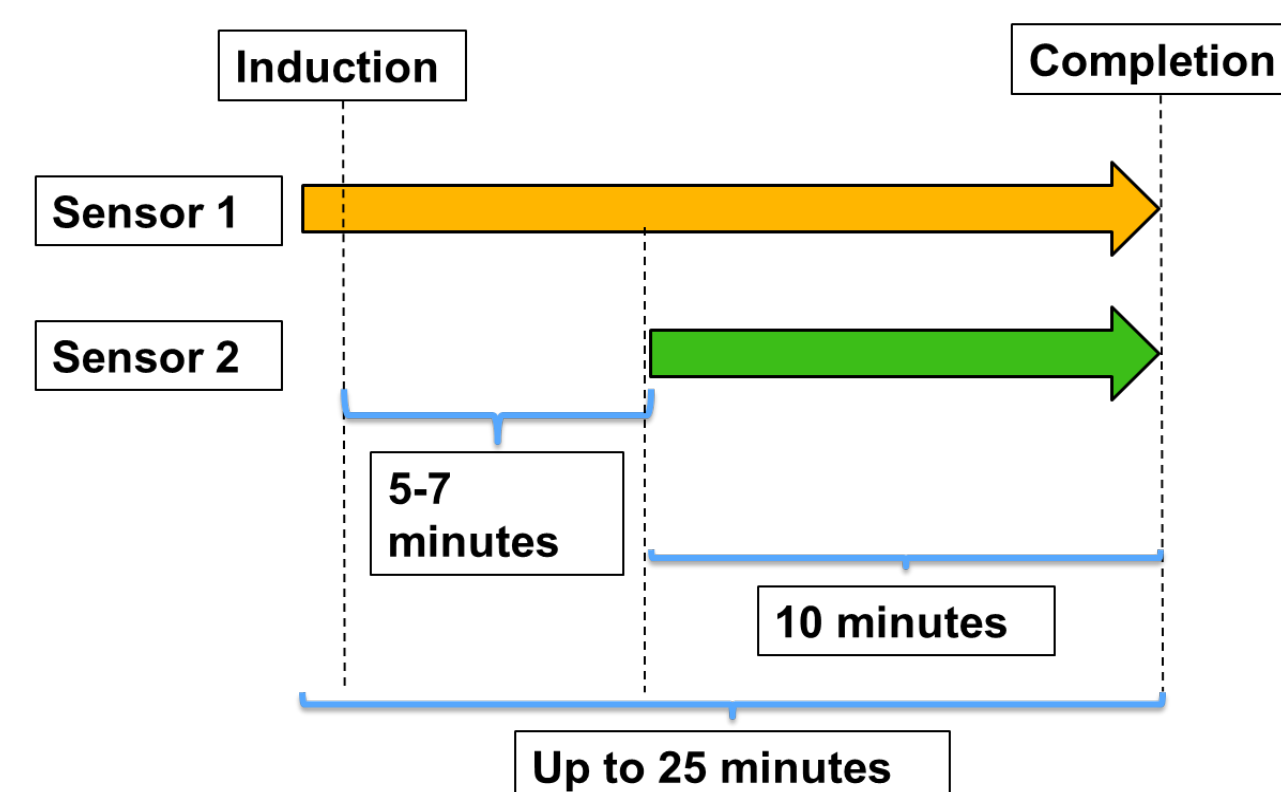 Induction
Completion
Sensor 1
Sensor 2
5-7
minutes
10 minutes
Up to 25 minutes